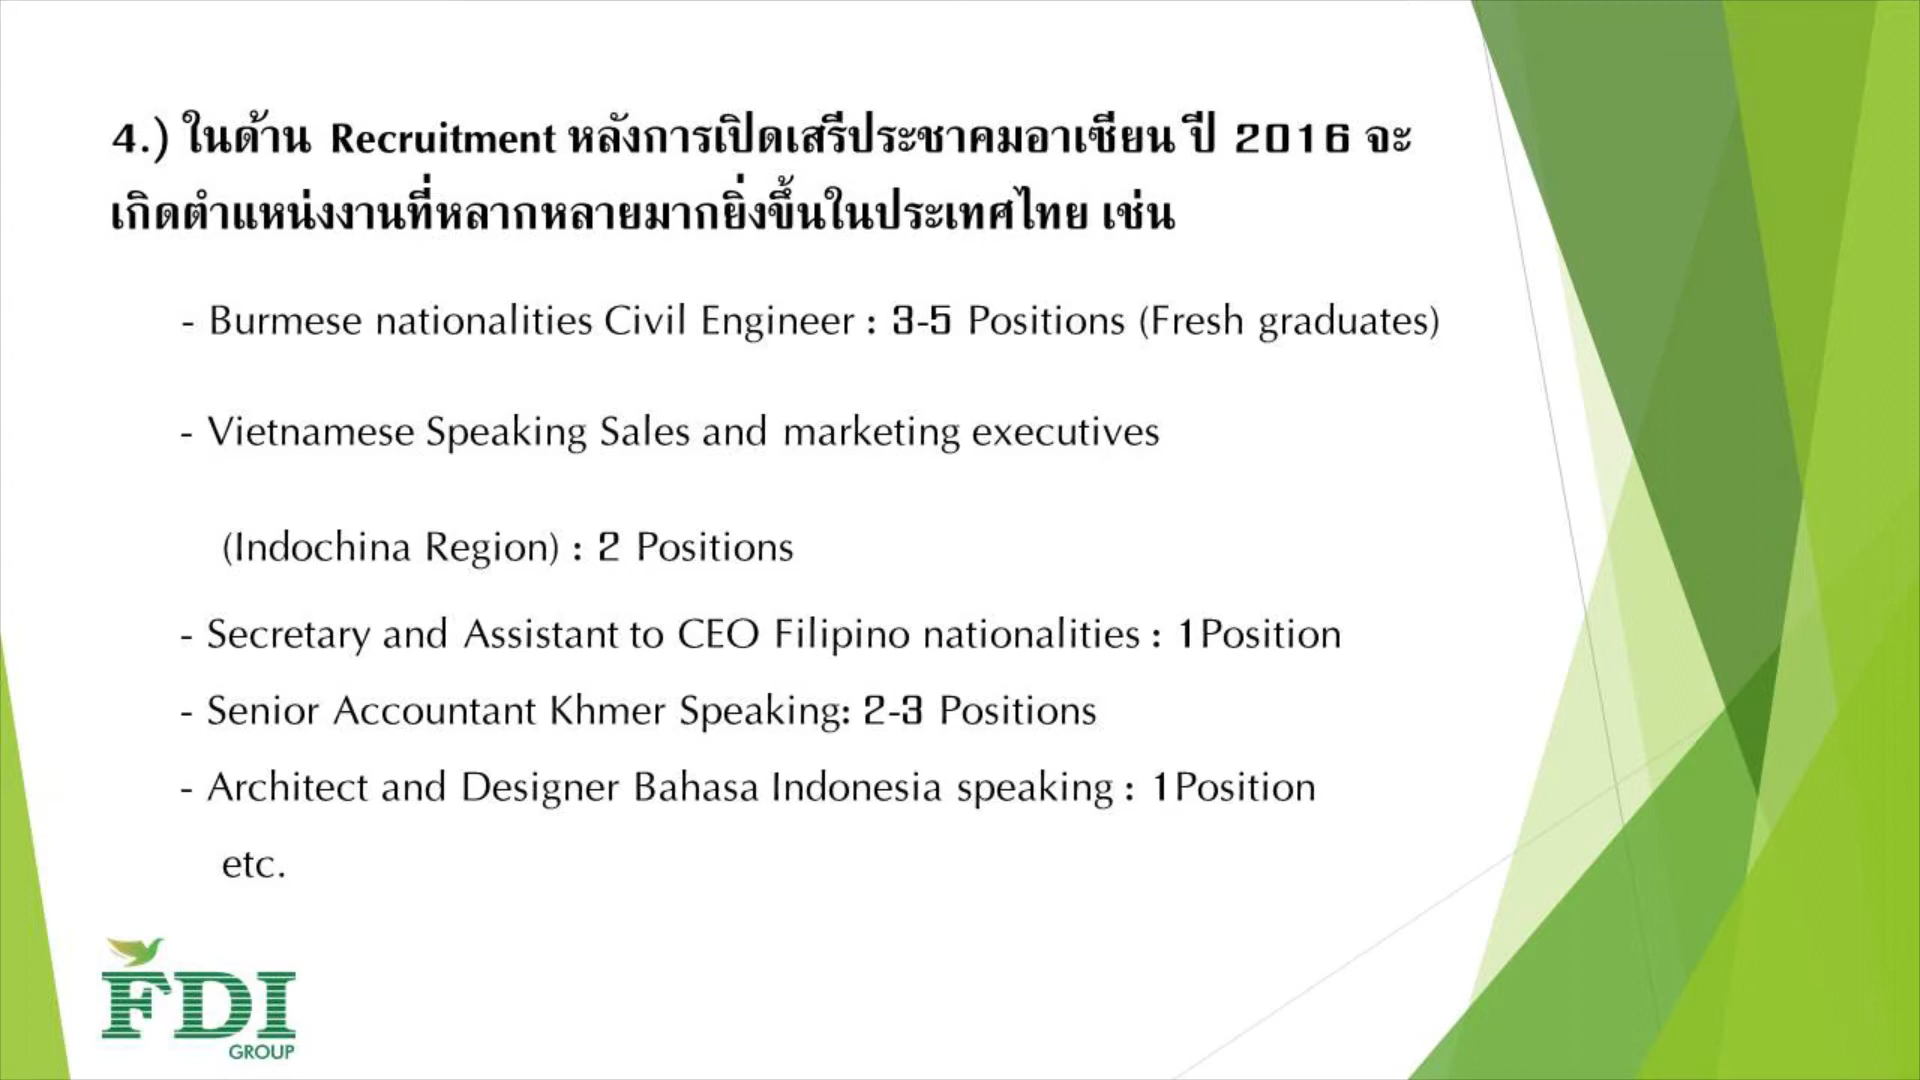 4.) ในด้าน Recruitment หลังการเปิดเสรีประชาคมอาเซียน ปี 2016 จะ
เกิดตำแหน่งงานที่หลากหลายมากยิ่งขึ้นในประเทศไทย เช่น
- Burmese nationalities Civil Engineer : 3-5 Positions (Fresh graduates)
- Vietnamese Speaking Sales and marketing executives
(Indochina Region) : 2 Positions
- Secretary and Assistant to CEO Filipino nationalities : 1Position
- Senior Accountant Khmer Speaking: 2-3 Positions
- Architect and Designer Bahasa Indonesia speaking : 1Position
etc.
FDI
GROUP